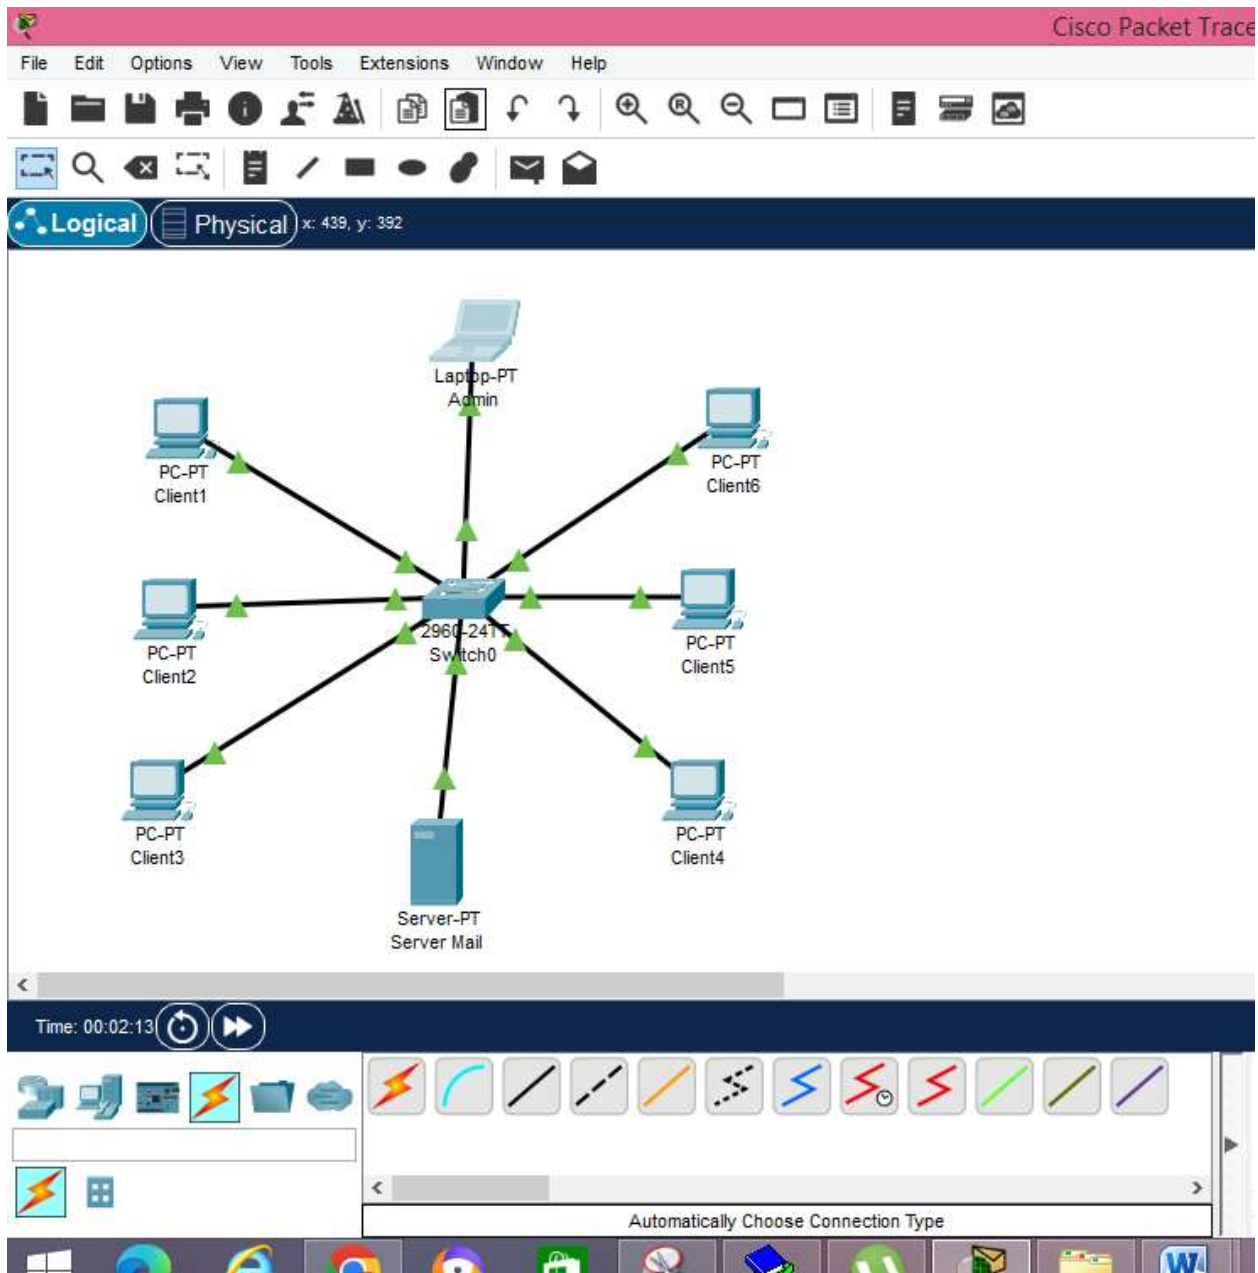 Cisco Packet Trace
File Edit Options View Tools Extensions Window Help
Logical Physical x: 439, y: 392
Laptop-PT
Admin
PC-PT
Client1
PC-PT
Client6
PC-PT
Client2
2960-24TT
Switch0
PC-PT
Client5
PC-PT
Client3
PC-PT
Client4
Server-PT
Server Mail
Time: 00:02:13
Automatically Choose Connection Type